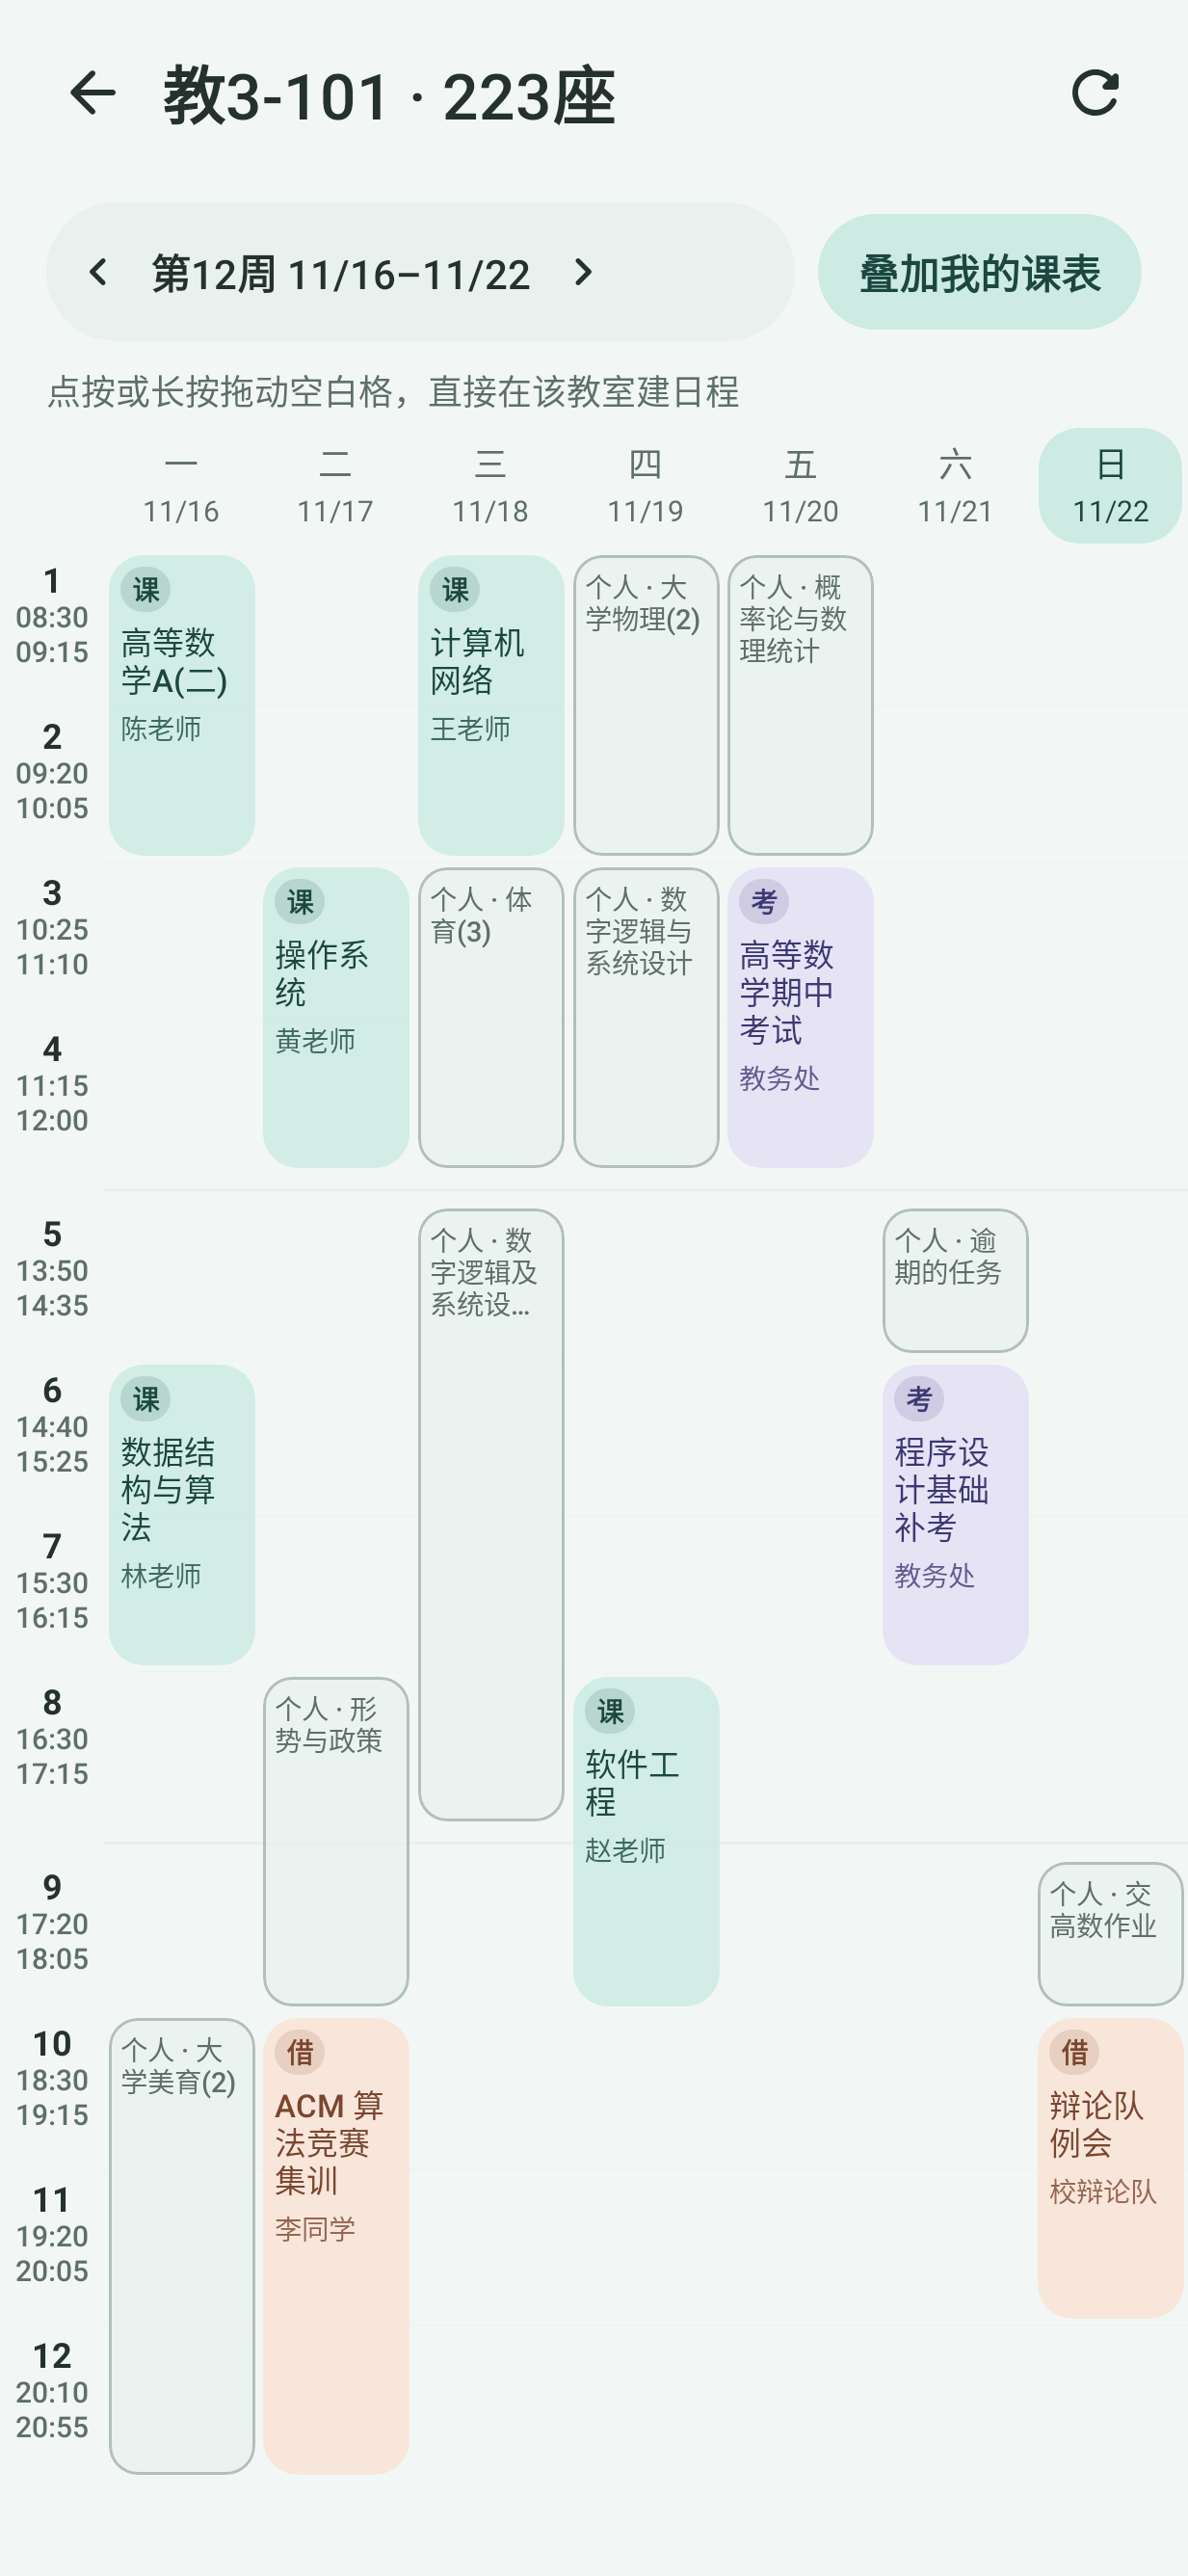 教3-101 · 223座
第12周 11/16–11/22
叠加我的课表
点按或长按拖动空白格，直接在该教室建日程
一 二 三 四 五 六 日
11/16 11/17 11/18 11/19 11/20 11/21 11/22
1
08:30
09:15
课
高等数
学A(二)
陈老师
课
计算机
网络
王老师
个人 · 大
学物理(2)
个人 · 概
率论与数
理统计
2
09:20
10:05
3
10:25
11:10
课
操作系
统
黄老师
个人 · 体
育(3)
个人 · 数
字逻辑与
系统设计
考
高等数
学期中
考试
教务处
4
11:15
12:00
5
13:50
14:35
个人 · 数
字逻辑及
系统设...
个人 · 逾
期的任务
6
14:40
15:25
课
数据结
构与算
法
林老师
考
程序设
计基础
补考
教务处
7
15:30
16:15
8
16:30
17:15
个人 · 形
势与政策
课
软件工
程
赵老师
9
17:20
18:05
个人 · 交
高数作业
10
18:30
19:15
个人 · 大
学美育(2)
借
ACM 算
法竞赛
集训
李同学
借
辩论队
例会
校辩论队
11
19:20
20:05
12
20:10
20:55